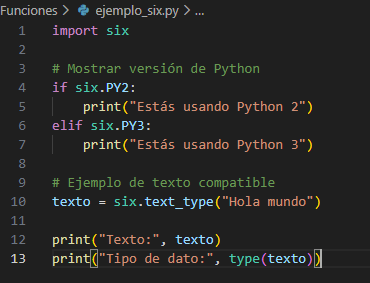 Funciones > ejemplo_six.py > ...
1 import six
2
3 # Mostrar versión de Python
4 if six.PY2:
5     print("Estás usando Python 2")
6 elif six.PY3:
7     print("Estás usando Python 3")
8
9 # Ejemplo de texto compatible
10 texto = six.text_type("Hola mundo")
11
12 print("Texto:", texto)
13 print("Tipo de dato:", type(texto))